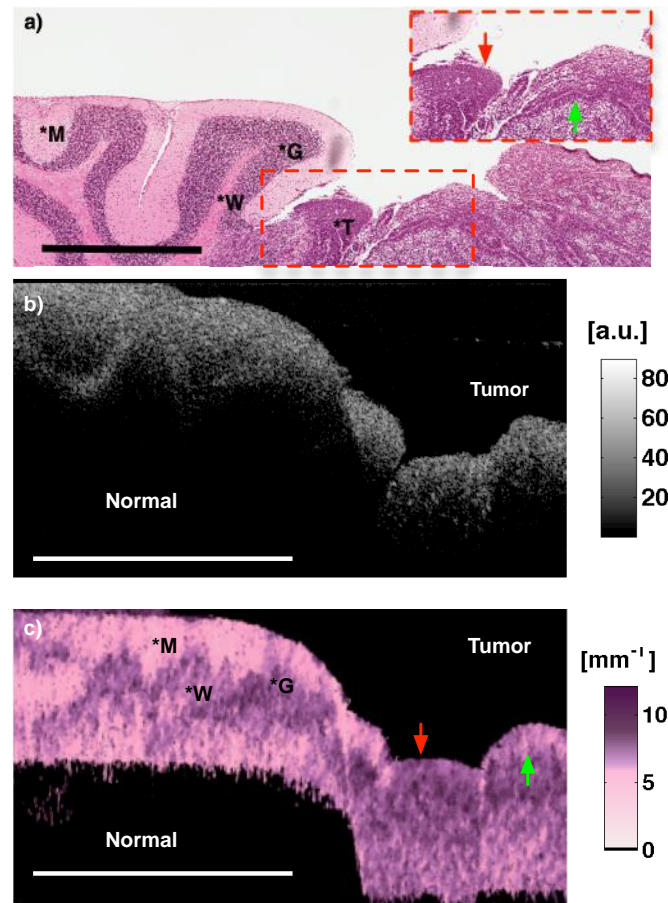 a)
*M
*G
*W
*T
b)
[a.u.]
80
Tumor
60
40
Normal
20
c)
*M
Tumor
[mm⁻¹]
*W
*G
10
5
Normal
0